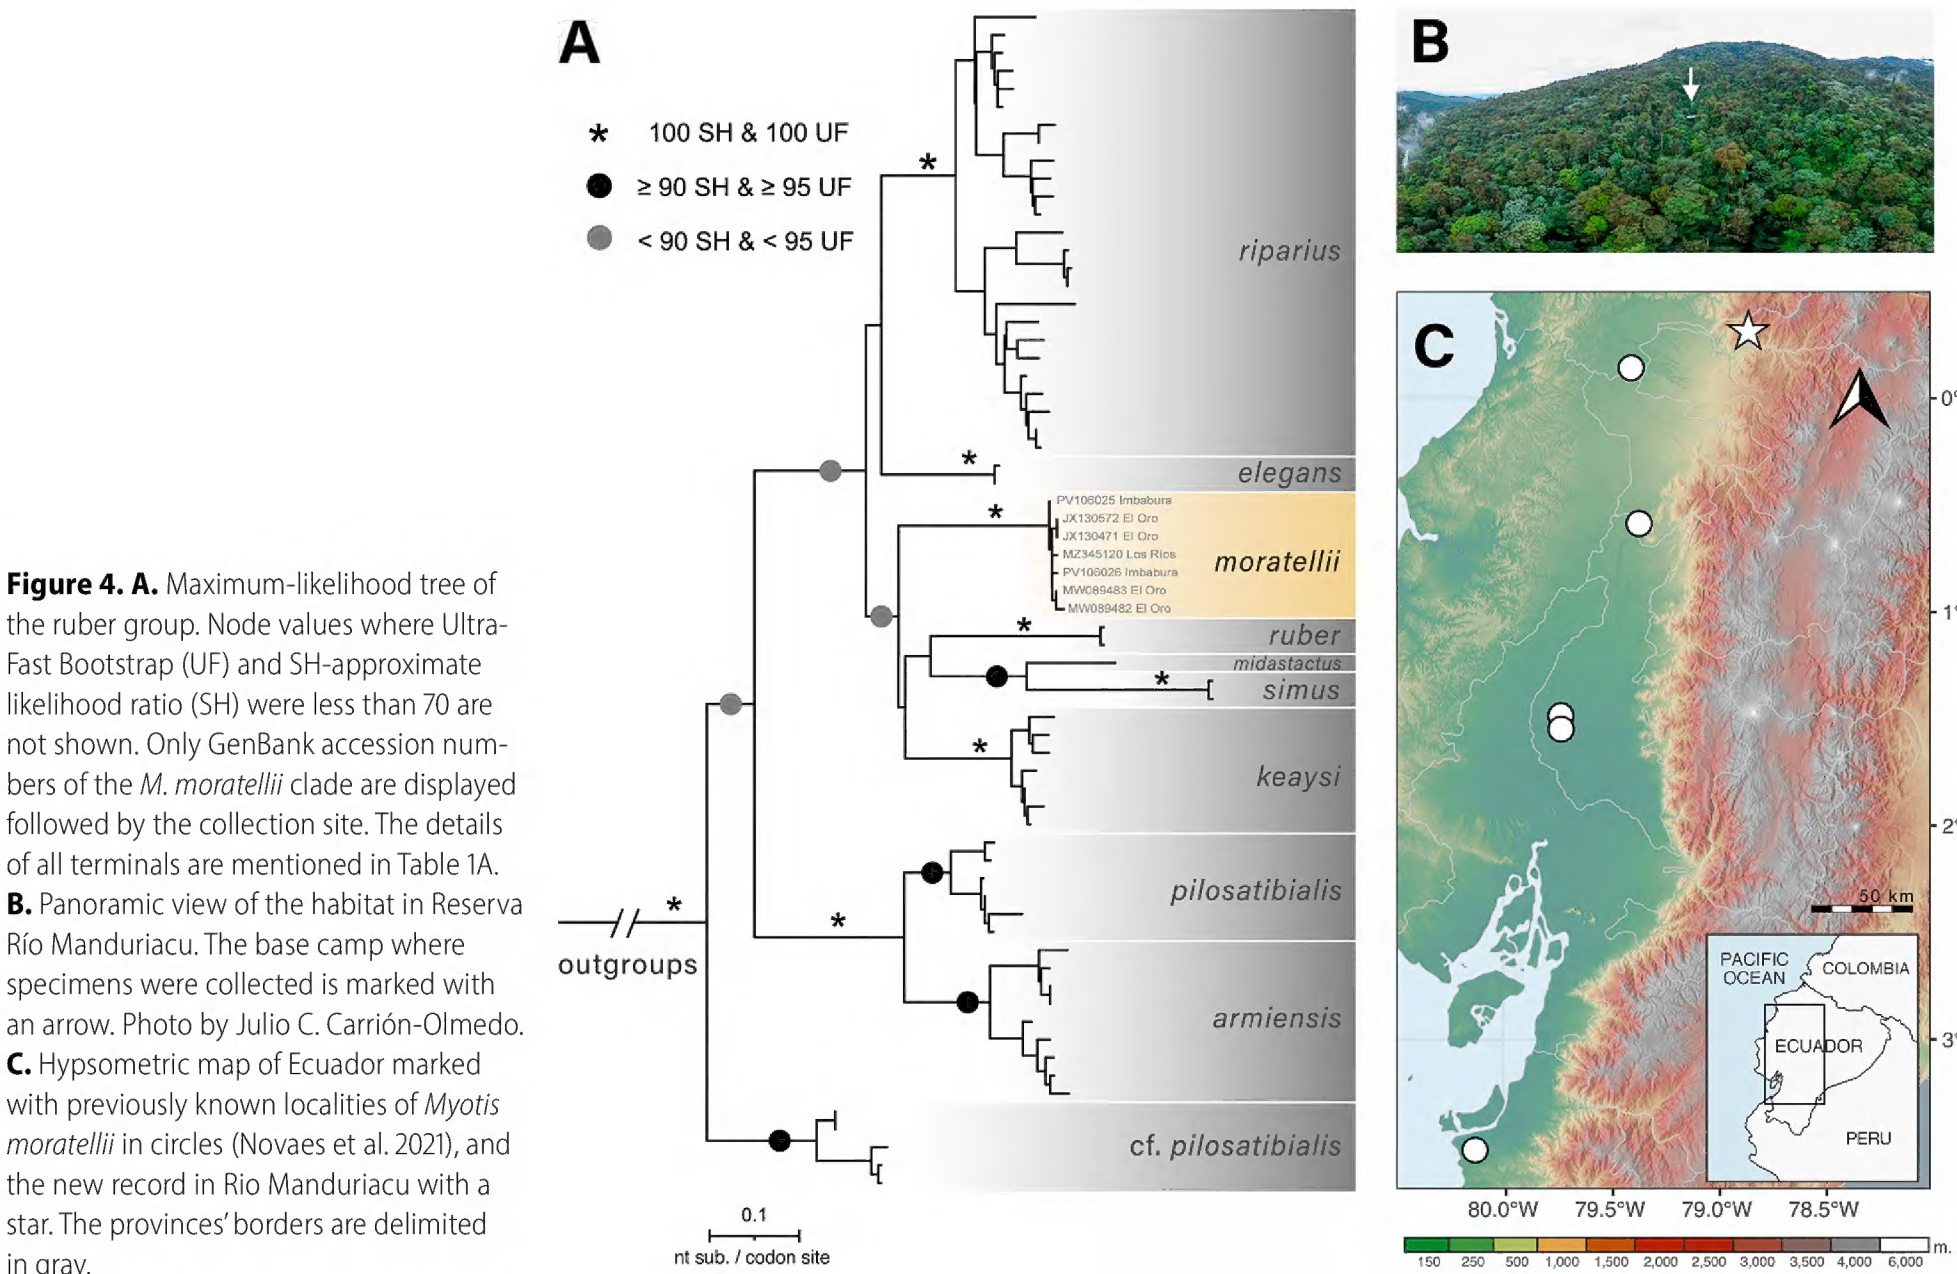 Figure 4. A. Maximum-likelihood tree of
the ruber group. Node values where Ultra-
Fast Bootstrap (UF) and SH-approximate
likelihood ratio (SH) were less than 70 are
not shown. Only GenBank accession num-
bers of the M. moratellii clade are displayed
followed by the collection site. The details
of all terminals are mentioned in Table 1A.
B. Panoramic view of the habitat in Reserva
Río Manduriacu. The base camp where
specimens were collected is marked with
an arrow. Photo by Julio C. Carrión-Olmedo.
C. Hypsometric map of Ecuador marked
with previously known localities of Myotis
moratellii in circles (Novaes et al. 2021), and
the new record in Rio Manduriacu with a
star. The provinces' borders are delimited
in gray.
A
* 100 SH & 100 UF
≥ 90 SH & ≥ 95 UF
< 90 SH & < 95 UF
*
riparius
*
elegans
*
PV106025 Imbabura
JX130572 El Oro
JX130471 El Oro
MZ345120 Los Ríos
PV106026 Imbabura
MW089483 El Oro
MW089482 El Oro
moratellii
*
ruber
midastactus
*
simus
*
keaysi
pilosatibialis
*
*
outgroups
armiensis
cf. pilosatibialis
0.1
nt sub. / codon site
B
C
0°
1°
2°
3°
50 km
PACIFIC
OCEAN
COLOMBIA
ECUADOR
PERU
80.0°W 79.5°W 79.0°W 78.5°W
150 250 500 1,000 1,500 2,000 2,500 3,000 3,500 4,000 6,000 m.